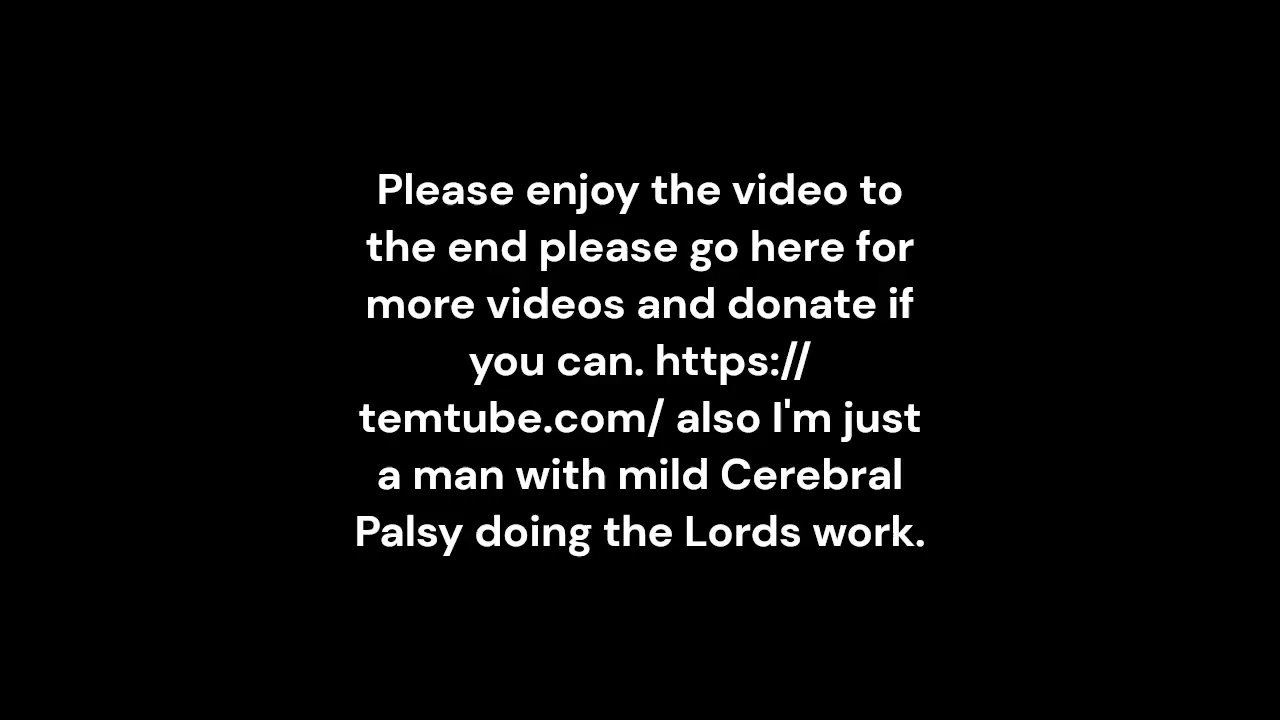 Please enjoy the video to
the end please go here for
more videos and donate if
you can. https://
temtube.com/ also I'm just
a man with mild Cerebral
Palsy doing the Lords work.